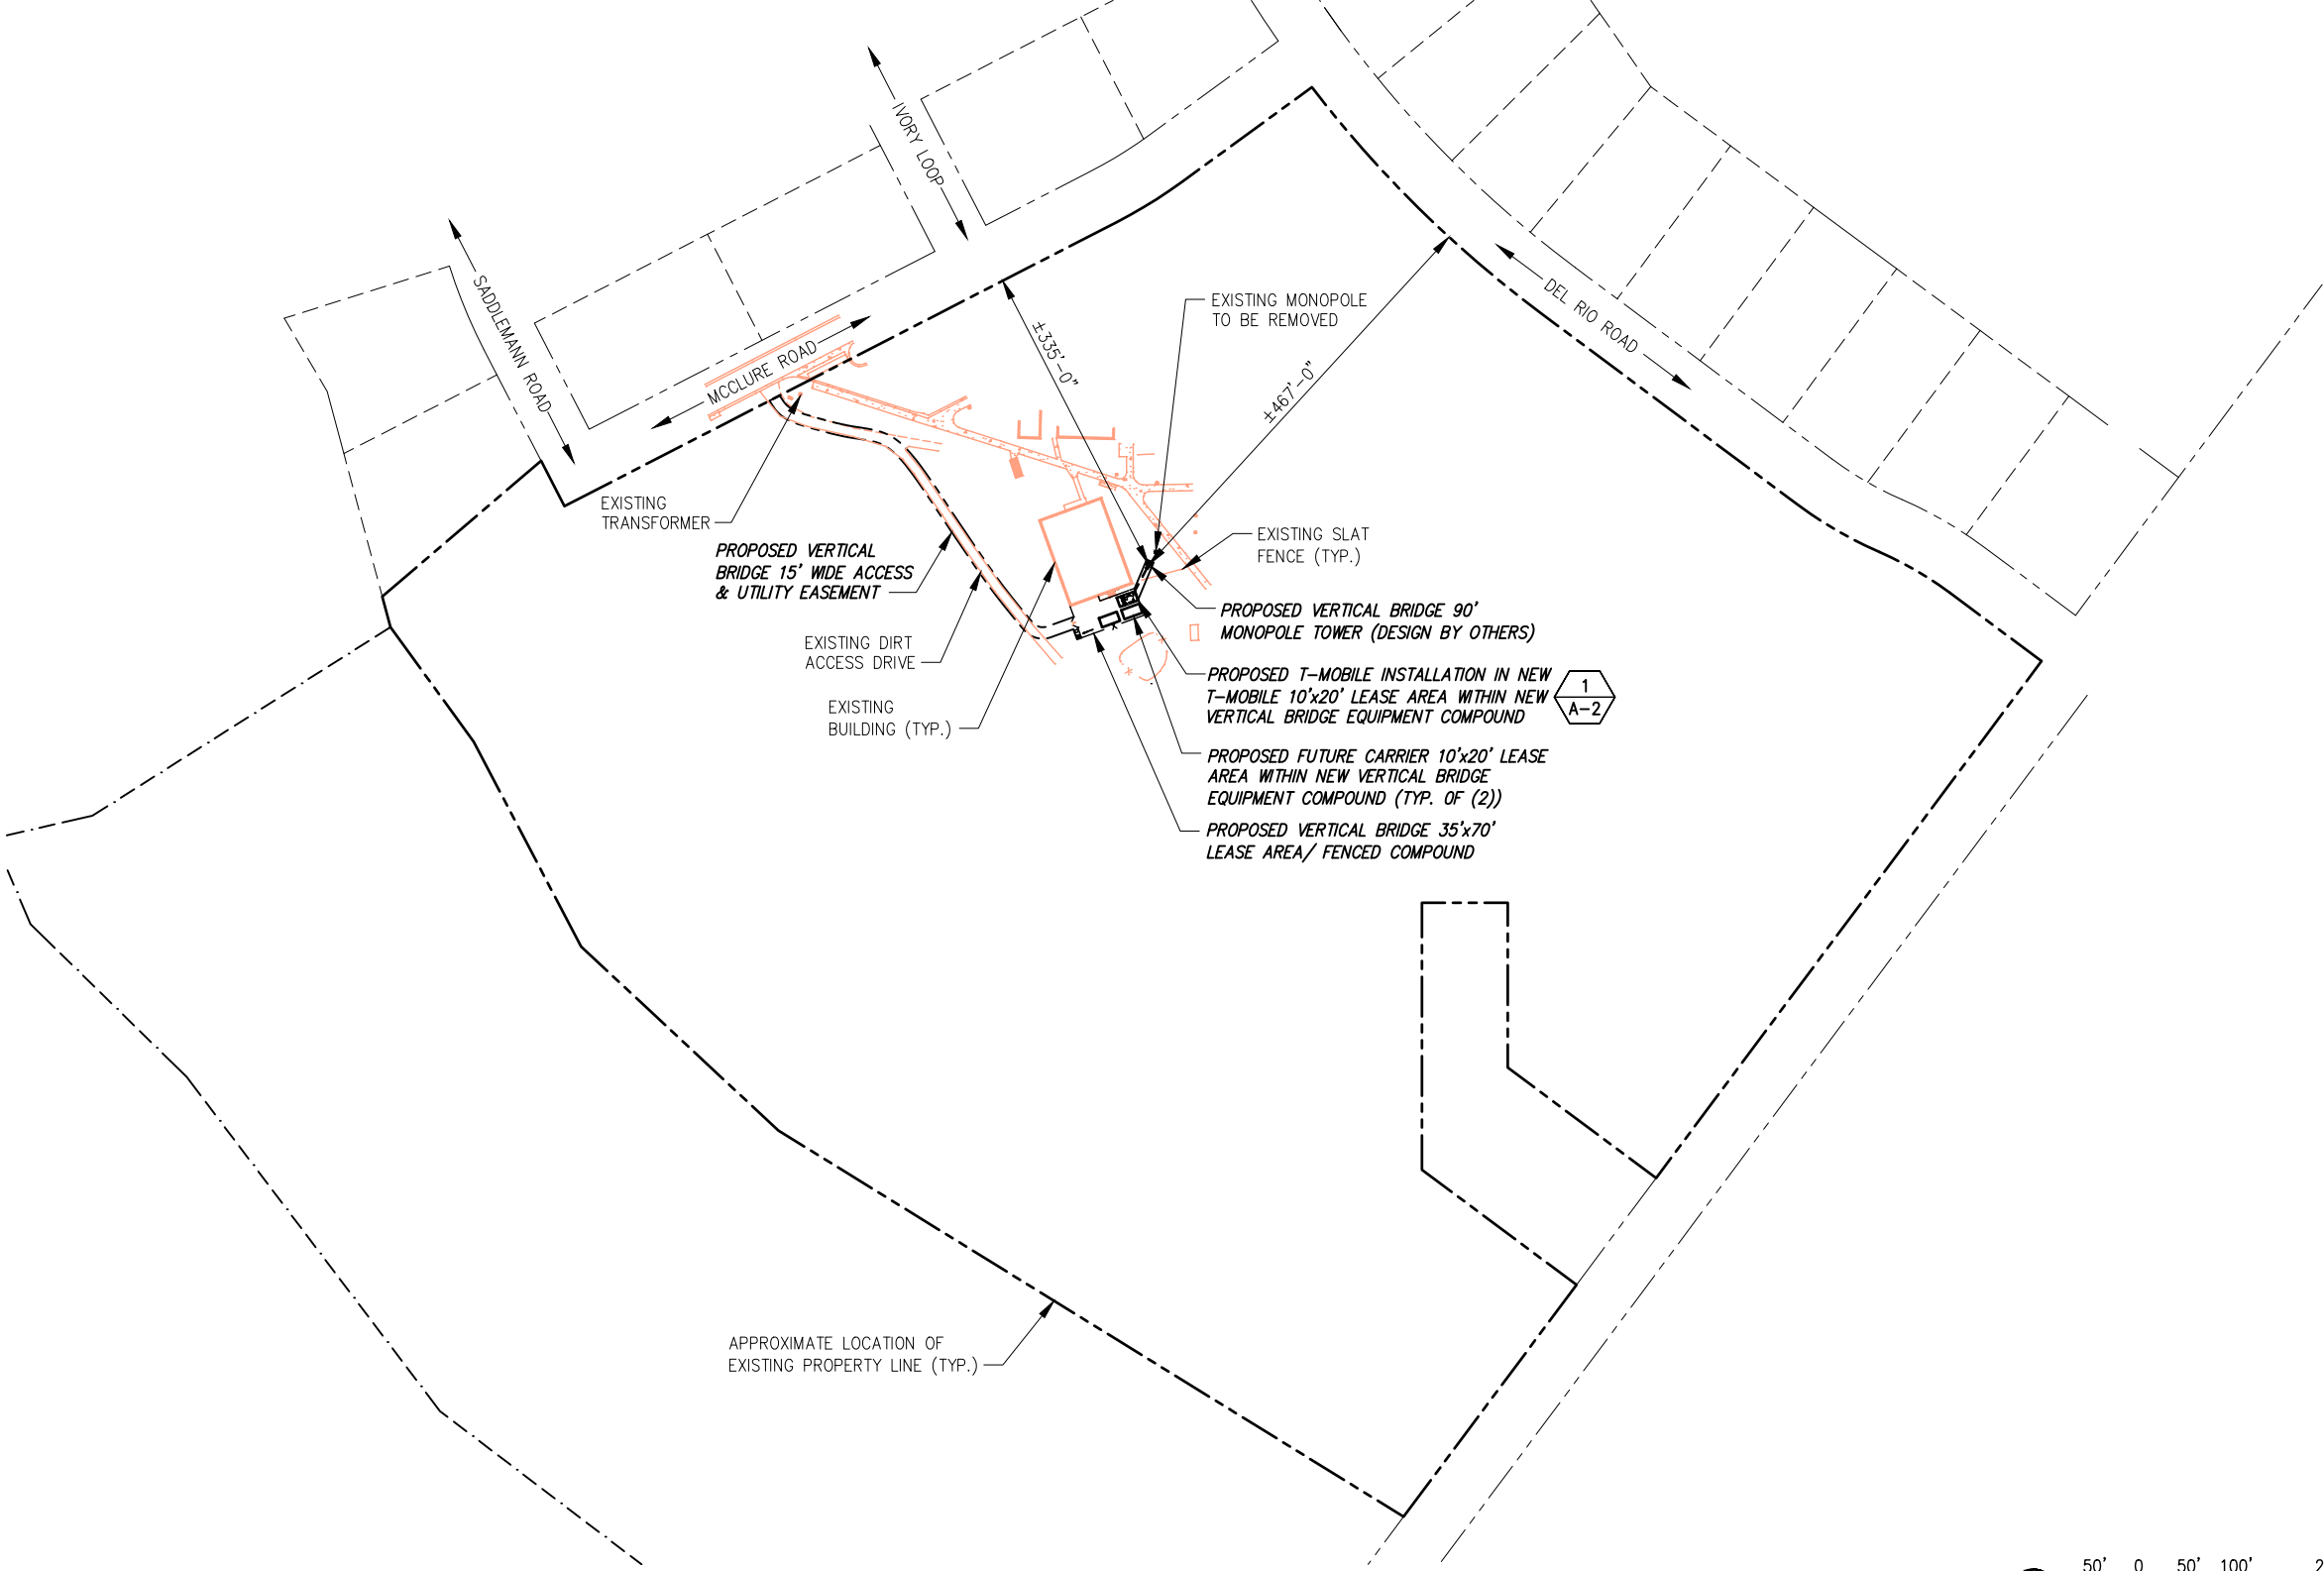 IVORY LOOP
SADDLEMANN ROAD
MCCLURE ROAD
DEL RIO ROAD
±335'-0"
±467'-0"
EXISTING MONOPOLE
TO BE REMOVED
EXISTING
TRANSFORMER
PROPOSED VERTICAL
BRIDGE 15' WIDE ACCESS
& UTILITY EASEMENT
EXISTING SLAT
FENCE (TYP.)
PROPOSED VERTICAL BRIDGE 90'
MONOPOLE TOWER (DESIGN BY OTHERS)
EXISTING DIRT
ACCESS DRIVE
PROPOSED T-MOBILE INSTALLATION IN NEW
T-MOBILE 10'x20' LEASE AREA WITHIN NEW
VERTICAL BRIDGE EQUIPMENT COMPOUND
1
A-2
EXISTING
BUILDING (TYP.)
PROPOSED FUTURE CARRIER 10'x20' LEASE
AREA WITHIN NEW VERTICAL BRIDGE
EQUIPMENT COMPOUND (TYP. OF (2))
PROPOSED VERTICAL BRIDGE 35'x70'
LEASE AREA/ FENCED COMPOUND
APPROXIMATE LOCATION OF
EXISTING PROPERTY LINE (TYP.)
50' 0 50' 100'